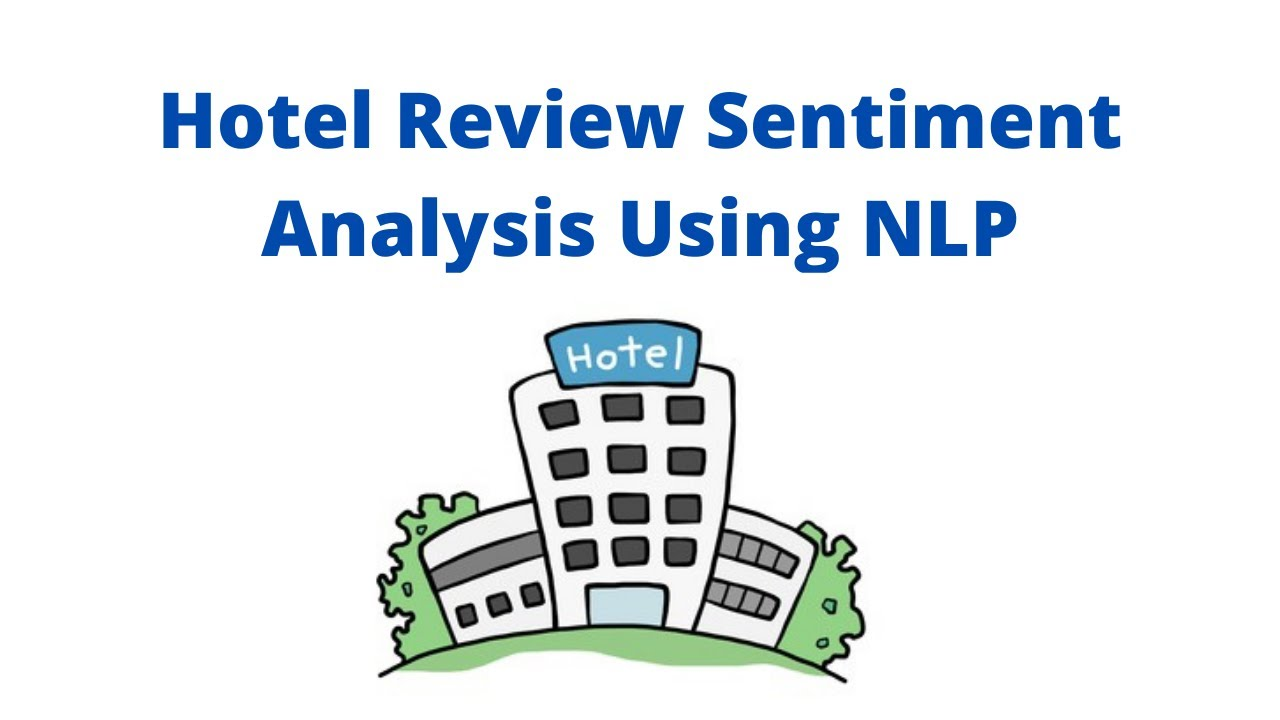 Hotel Review Sentiment
Analysis Using NLP
Hotel